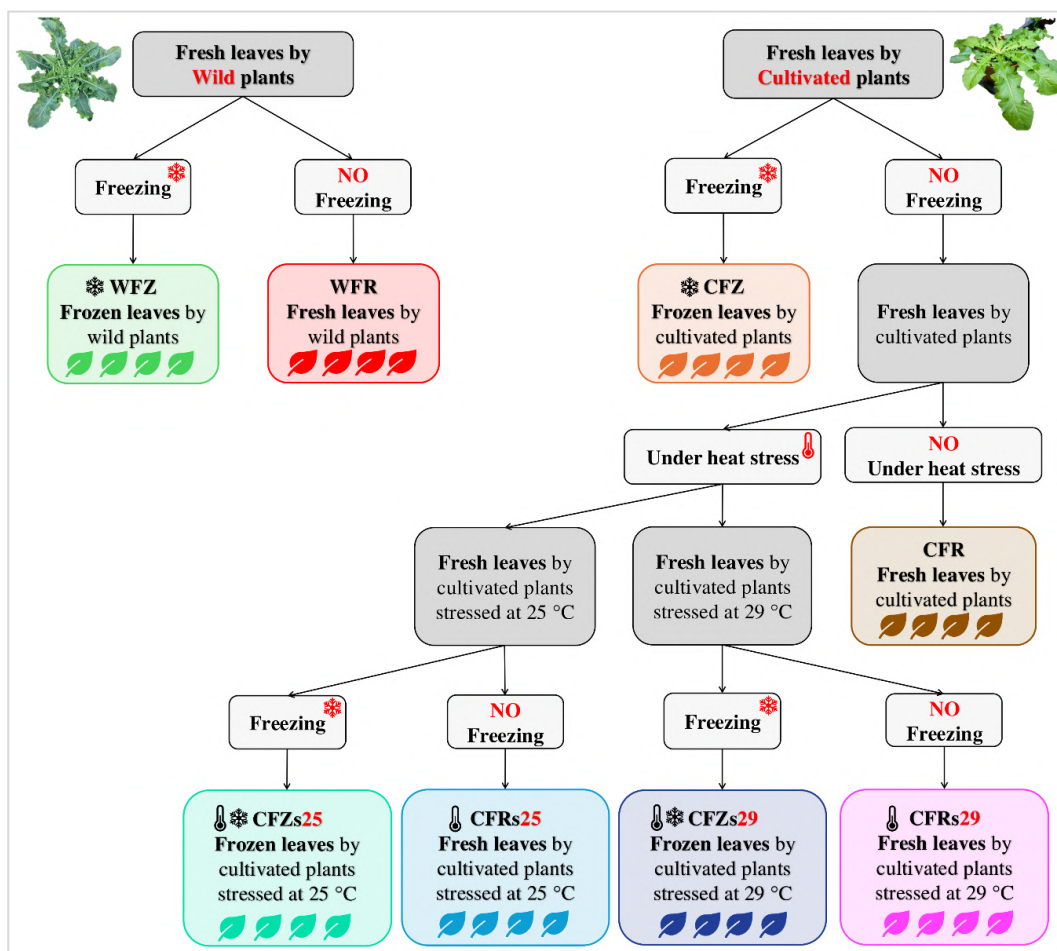 Fresh leaves by
Wild plants
Fresh leaves by
Cultivated plants
Freezing
NO
Freezing
Freezing
NO
Freezing
WFZ
Frozen leaves by
wild plants
WFR
Fresh leaves by
wild plants
CFZ
Frozen leaves by
cultivated plants
Fresh leaves by
cultivated plants
Under heat stress
NO
Under heat stress
Fresh leaves by
cultivated plants
stressed at 25 °C
Fresh leaves by
cultivated plants
stressed at 29 °C
CFR
Fresh leaves by
cultivated plants
Freezing
NO
Freezing
Freezing
NO
Freezing
CFZs25
Frozen leaves by
cultivated plants
stressed at 25 °C
CFRs25
Fresh leaves by
cultivated plants
stressed at 25 °C
CFZs29
Frozen leaves by
cultivated plants
stressed at 29 °C
CFRs29
Fresh leaves by
cultivated plants
stressed at 29 °C